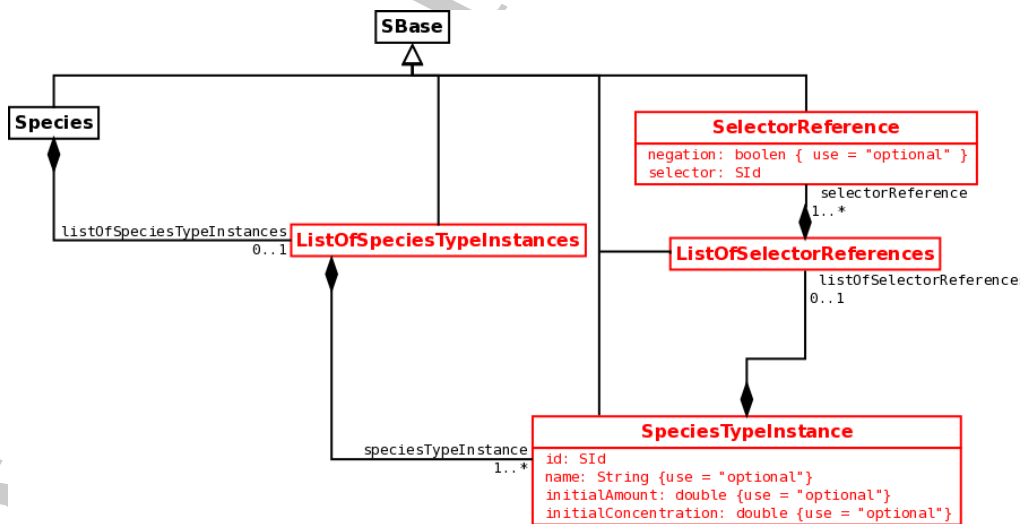 SBase
Species
SelectorReference
negation: boolen { use = "optional" }
selector: SId
selectorReference
1..*
listOfSpeciesTypeInstances
0..1
ListOfSpeciesTypeInstances
ListOfSelectorReferences
listOfSelectorReferences
0..1
SpeciesTypeInstance
speciesTypeInstance
1..*
id: SId
name: String {use = "optional"}
initialAmount: double {use = "optional"}
initialConcentration: double {use = "optional"}